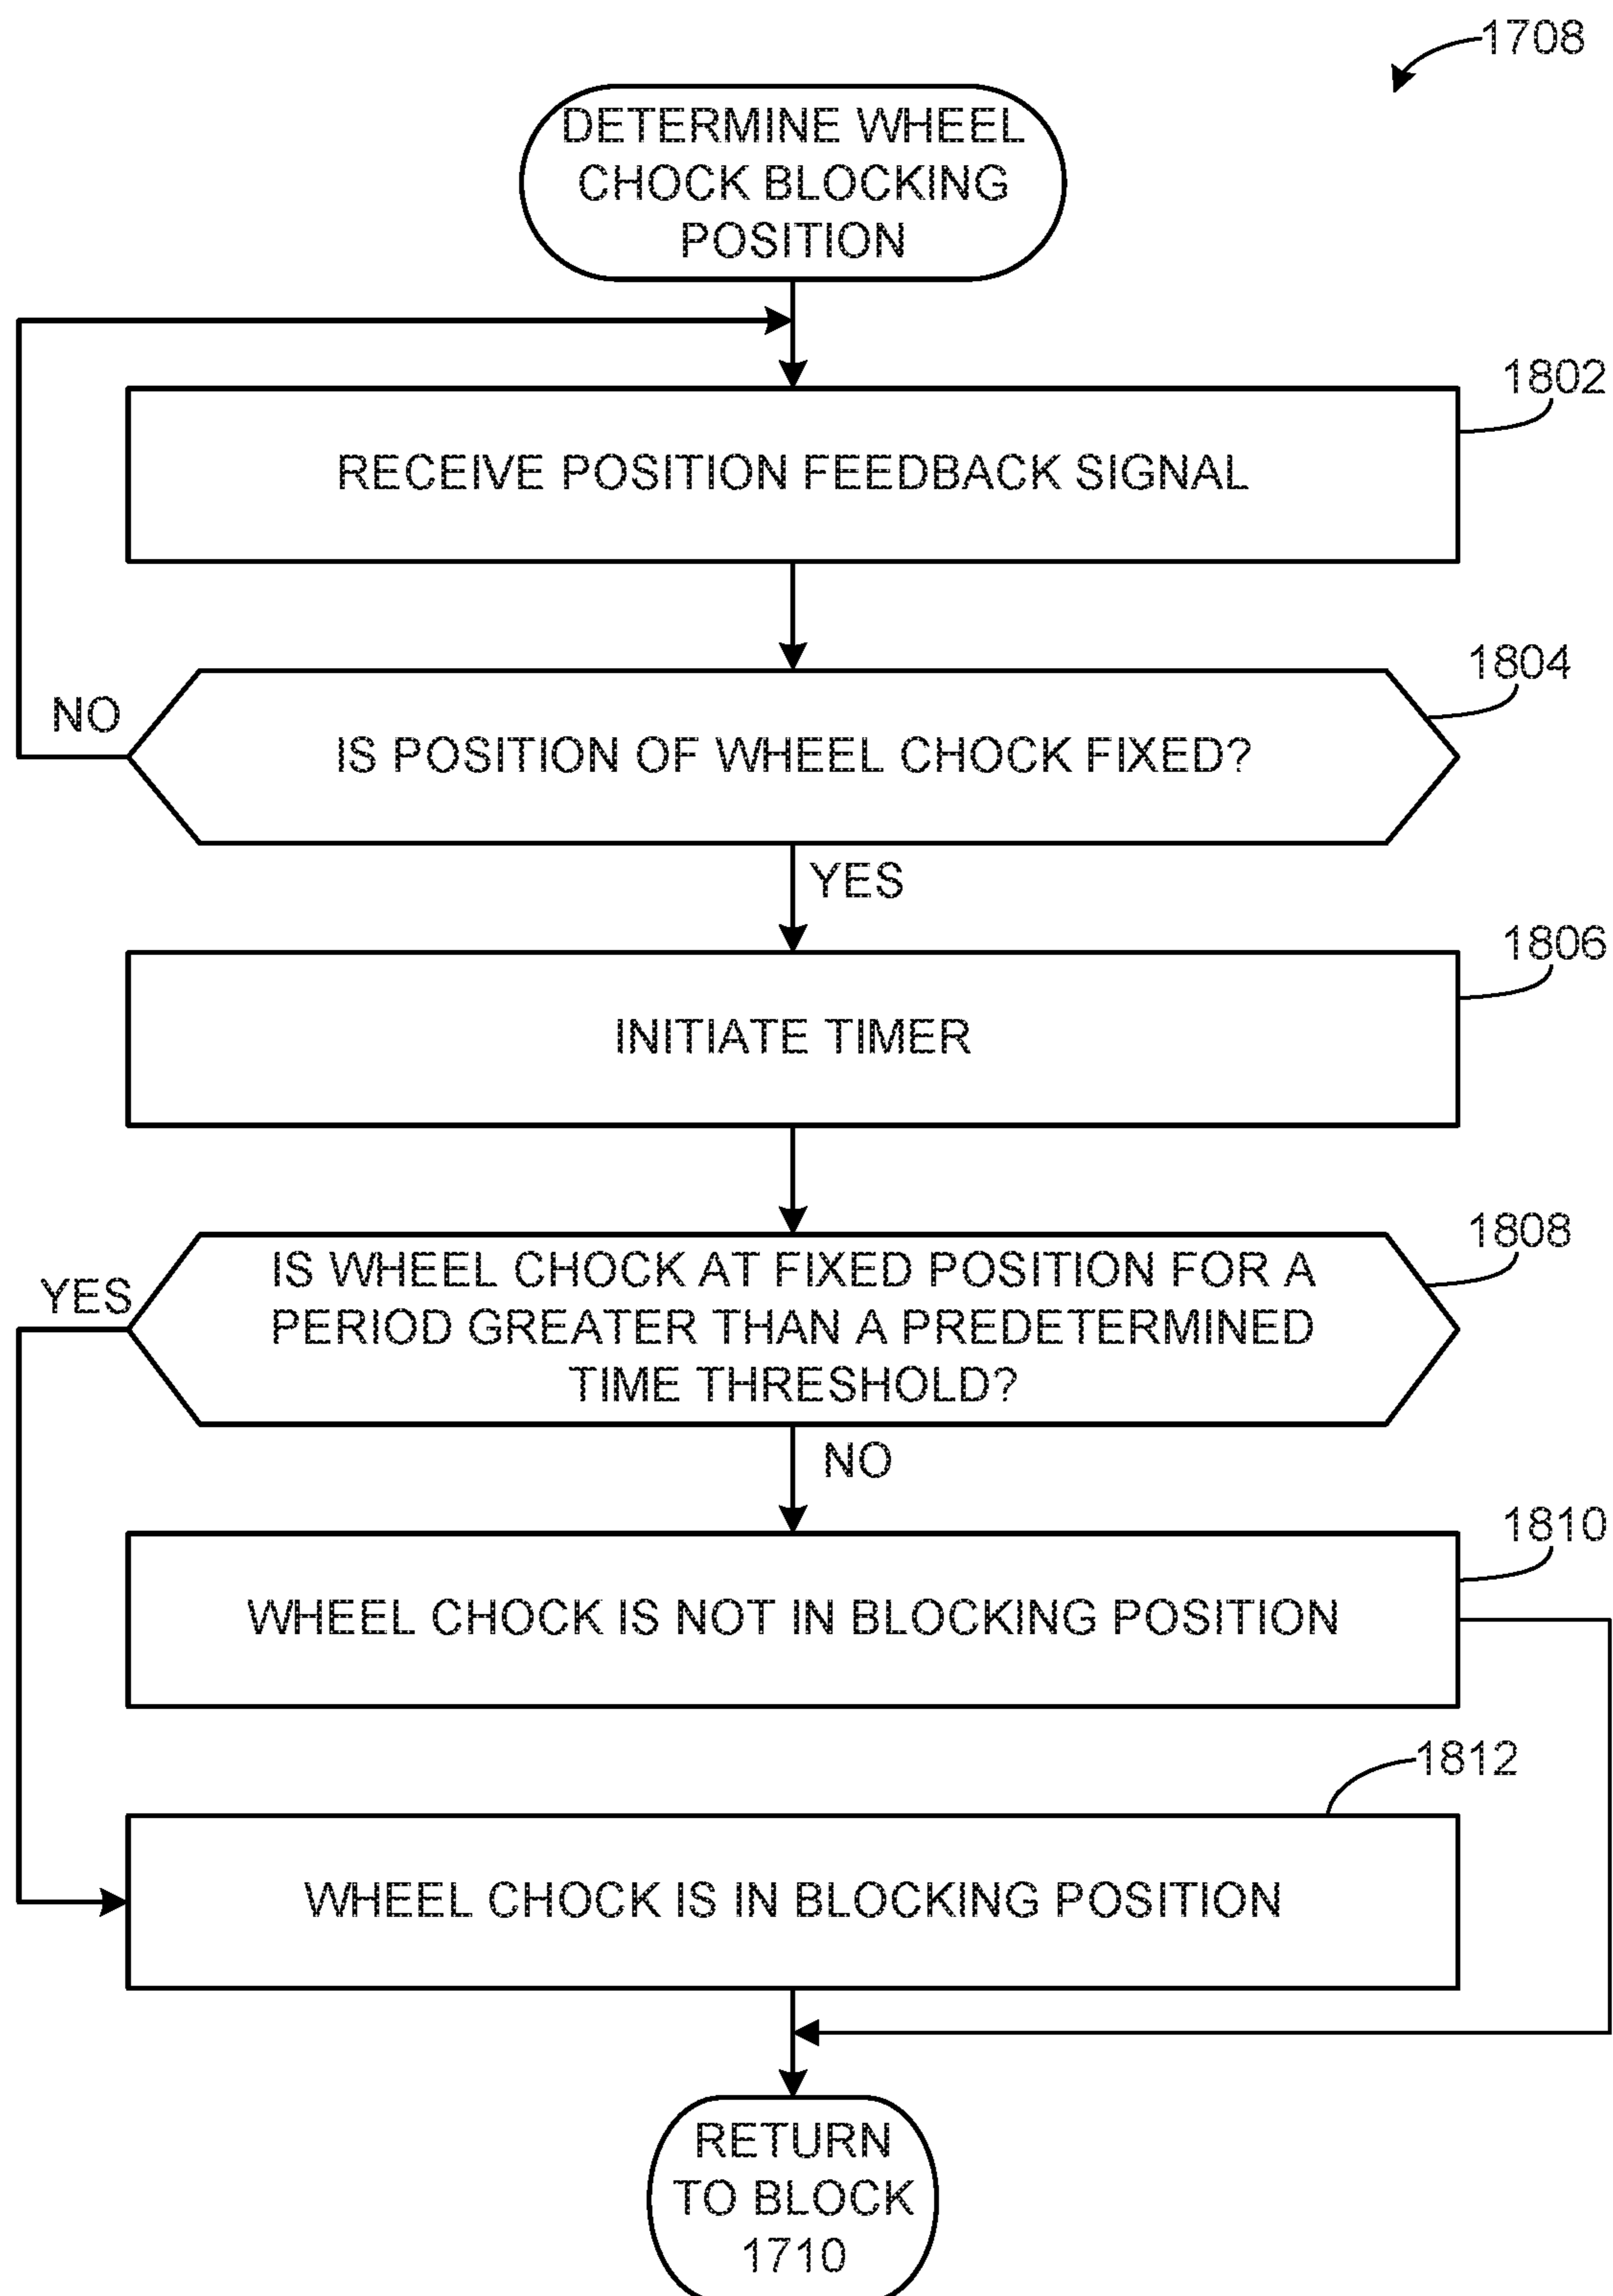 1708
DETERMINE WHEEL
CHOCK BLOCKING
POSITION
1802
RECEIVE POSITION FEEDBACK SIGNAL
1804
NO
IS POSITION OF WHEEL CHOCK FIXED?
YES
1806
INITIATE TIMER
1808
YES
IS WHEEL CHOCK AT FIXED POSITION FOR A
PERIOD GREATER THAN A PREDETERMINED
TIME THRESHOLD?
NO
1810
WHEEL CHOCK IS NOT IN BLOCKING POSITION
1812
WHEEL CHOCK IS IN BLOCKING POSITION
RETURN
TO BLOCK
1710